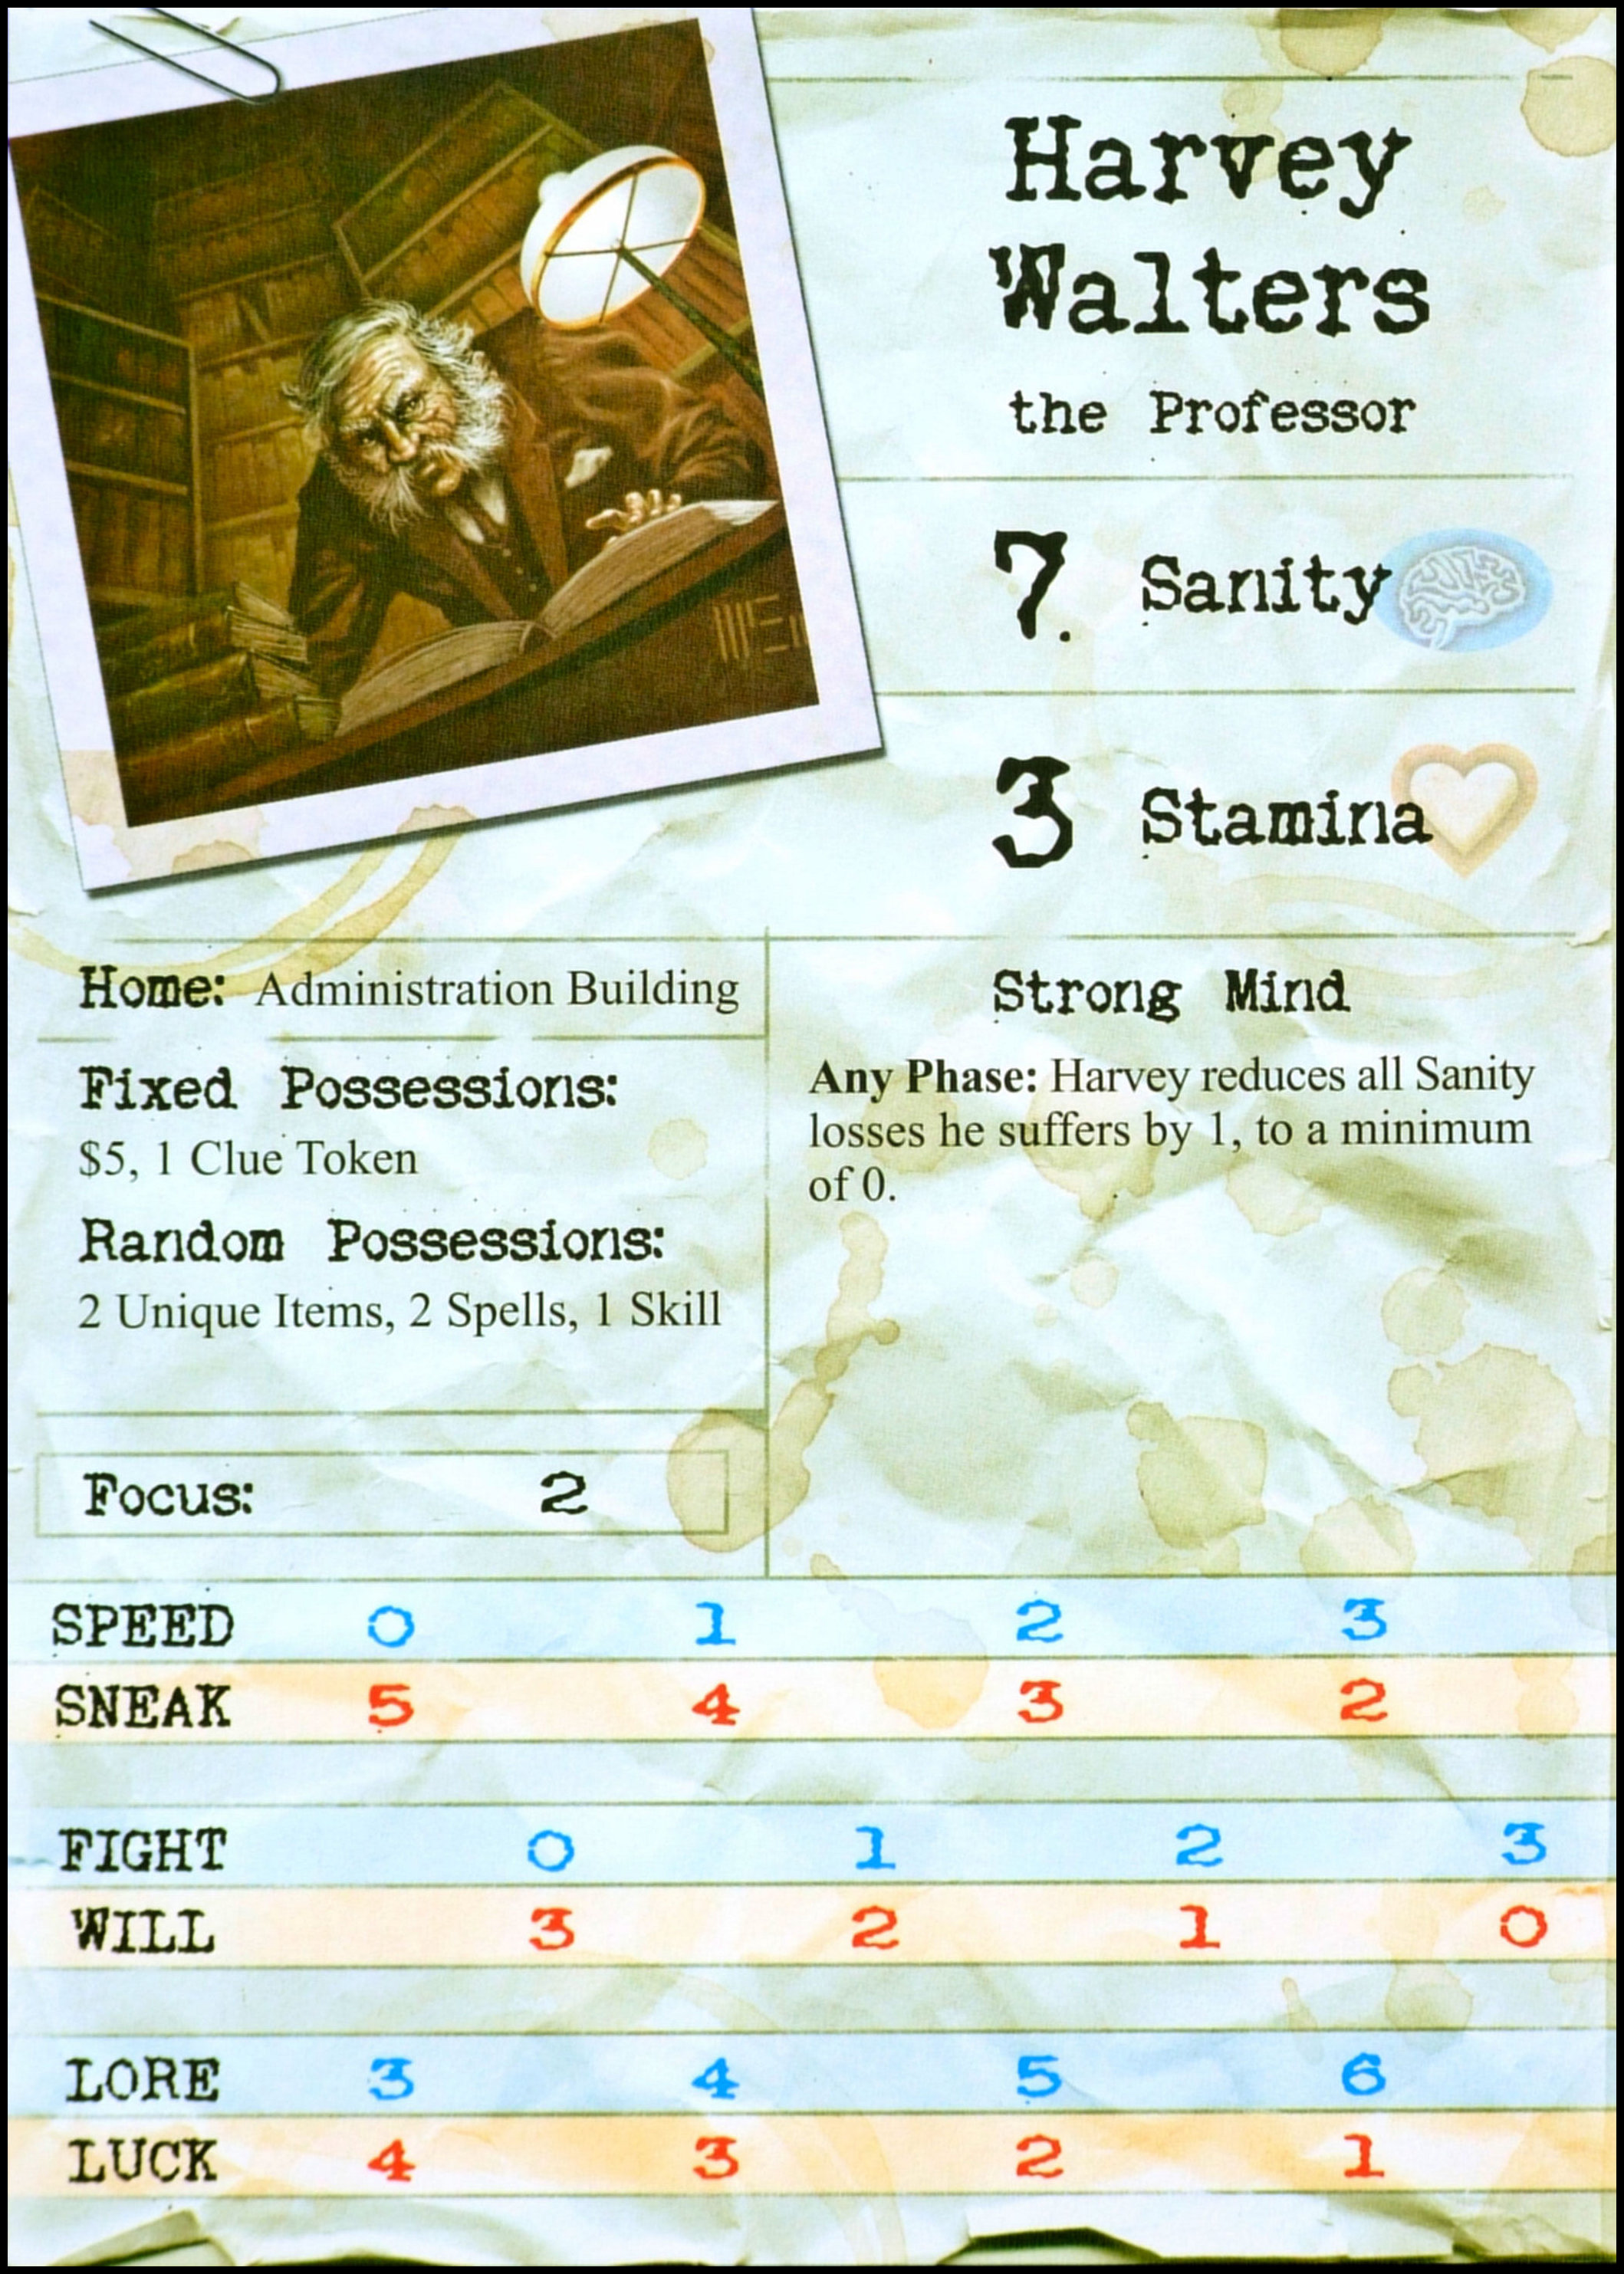 Harvey
Walters
the Professor
7 Sanity
3 Stamina
Home: Administration Building
Fixed Possessions:
$5, 1 Clue Token
Random Possessions:
2 Unique Items, 2 Spells, 1 Skill
Focus: 2
Strong Mind
Any Phase: Harvey reduces all Sanity
losses he suffers by 1, to a minimum
of 0.
SPEED 0 1 2 3
SNEAK 5 4 3 2
FIGHT 0 1 2 3
WILL 3 2 1 0
LORE 3 4 5 6
LUCK 4 3 2 1